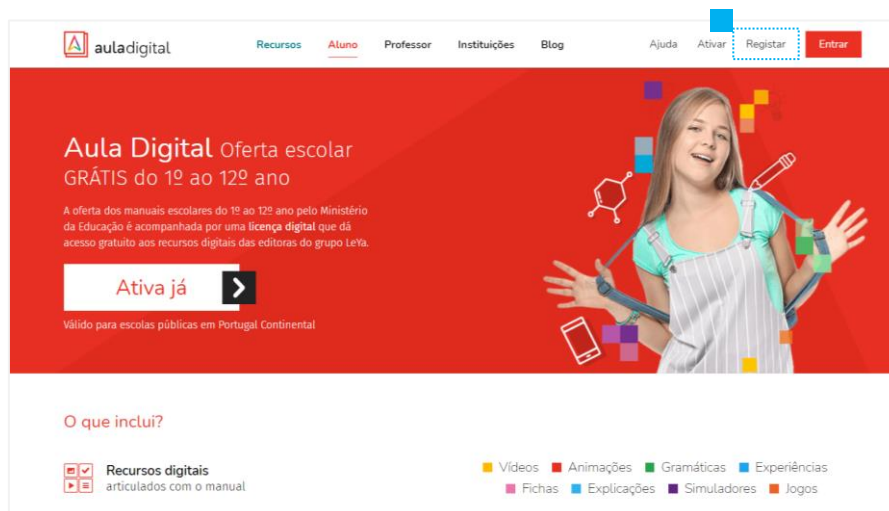 auladigital
Recursos Aluno Professor Instituições Blog Ajuda Ativar Registar Entrar
Aula Digital Oferta escolar
GRÁTIS do 1º ao 12º ano
A oferta dos manuais escolares do 1º ao 12º ano pelo Ministério
da Educação é acompanhada por uma licença digital que dá
acesso gratuito aos recursos digitais das editoras do grupo LeYa.
Ativa já
Válido para escolas públicas em Portugal Continental
O que inclui?
Recursos digitais
articulados com o manual
Vídeos Animações Gramáticas Experiências
Fichas Explicações Simuladores Jogos